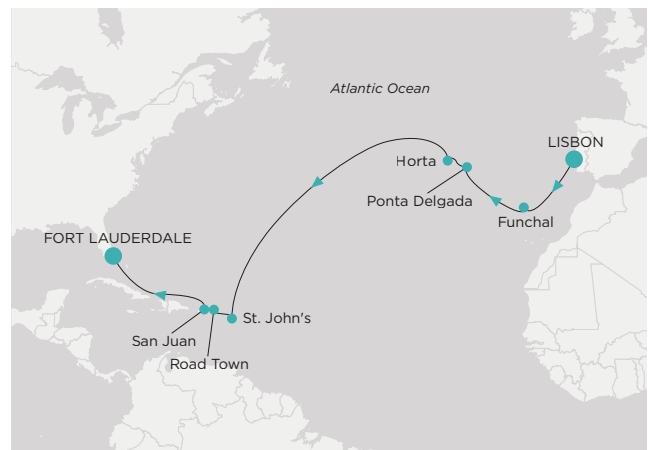 Atlantic Ocean
LISBON
Horta
Ponta Delgada
Funchal
FORT LAUDERDALE
St. John's
San Juan
Road Town